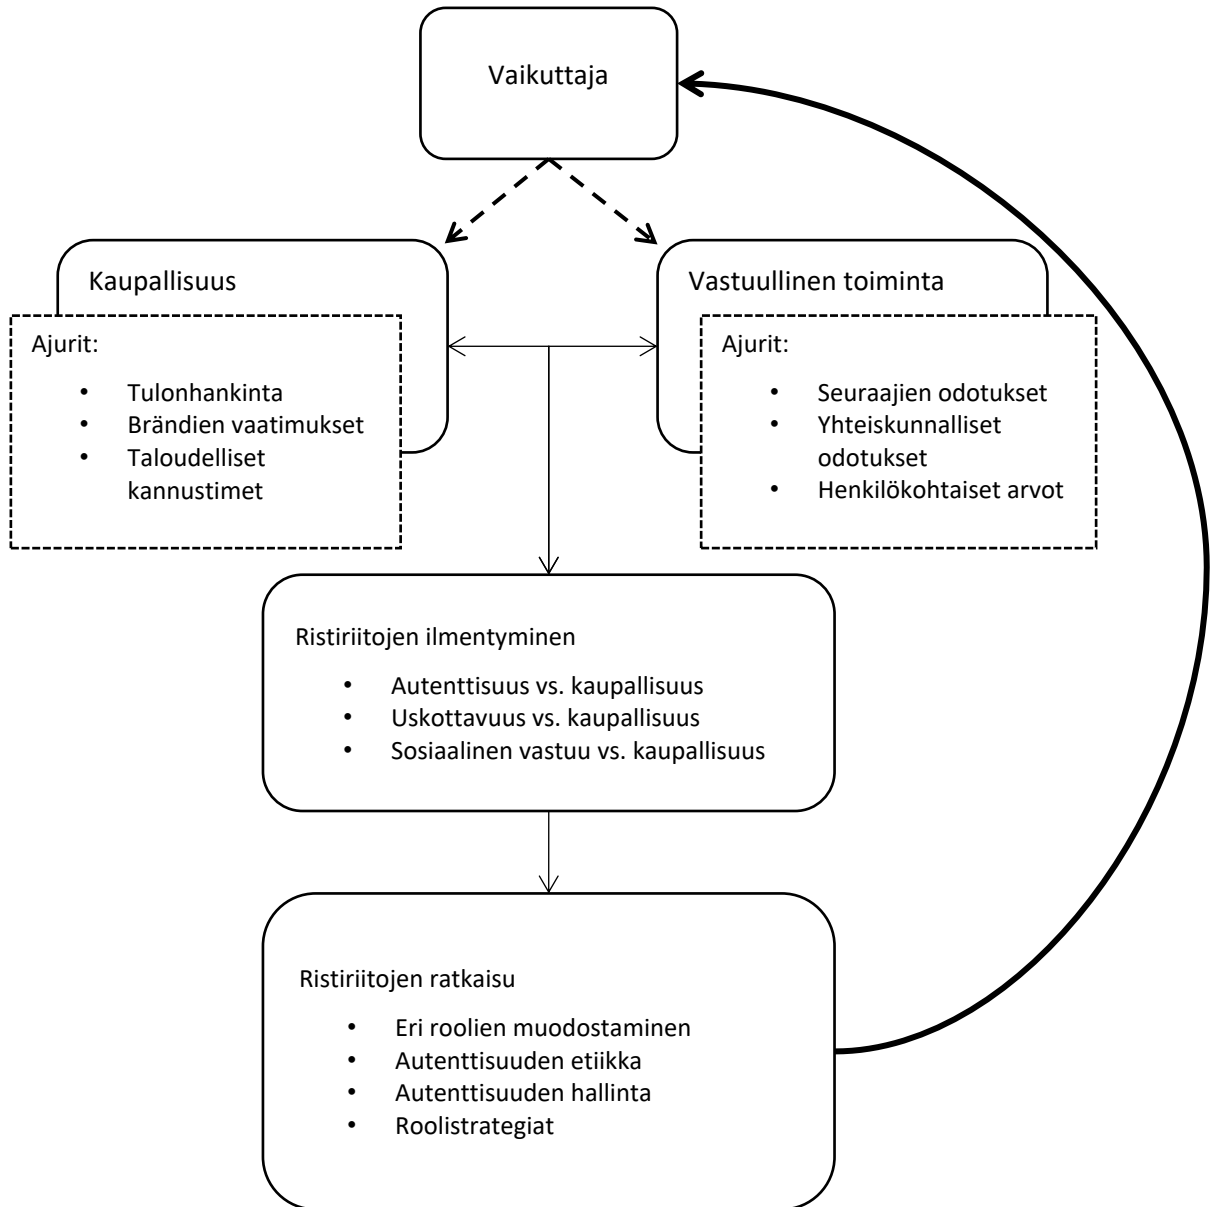 Vaikuttaja
Kaupallisuus
Ajurit:
• Tulonhankinta
• Brändien vaatimukset
• Taloudelliset
kannustimet
Vastuullinen toiminta
Ajurit:
• Seuraajien odotukset
• Yhteiskunnalliset
odotukset
• Henkilökohtaiset arvot
Ristiriitojen ilmentyminen
• Autenttisuus vs. kaupallisuus
• Uskottavuus vs. kaupallisuus
• Sosiaalinen vastuu vs. kaupallisuus
Ristiriitojen ratkaisu
• Eri roolien muodostaminen
• Autenttisuuden etiikka
• Autenttisuuden hallinta
• Roolistrategiat